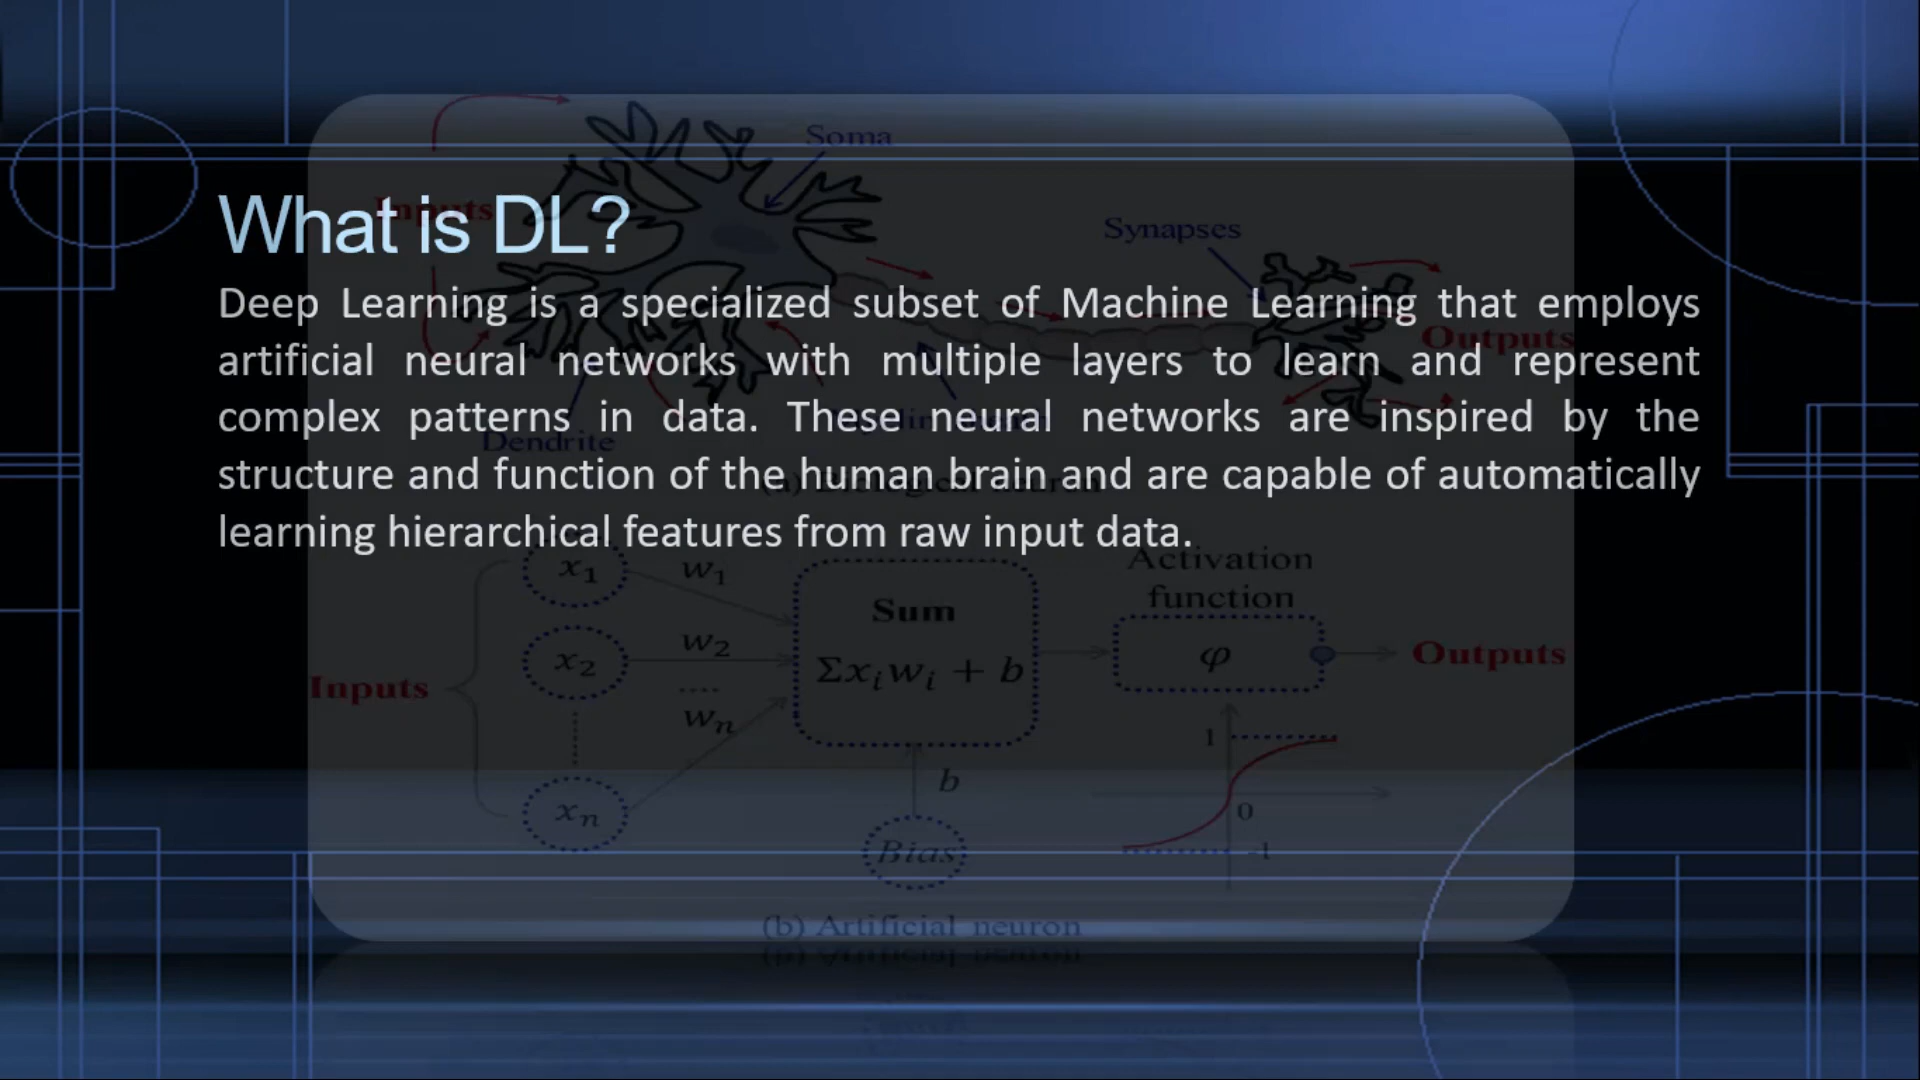 Soma
Inputs
Synapses
What is DL?
Deep Learning is a specialized subset of Machine Learning that employs
Outputs
artificial neural networks with multiple layers to learn and represent
complex patterns in data. These neural networks are inspired by the
Dendrite
structure and function of the human brain and are capable of automatically
(a) Biological neuron
learning hierarchical features from raw input data.
Activation
function
x₁
w₁
Sum
x₂
w₂
Σxᵢwᵢ + b
φ
Outputs
Inputs
....
wₙ
1
b
0
xₙ
Bias
-1
(b) Artificial neuron